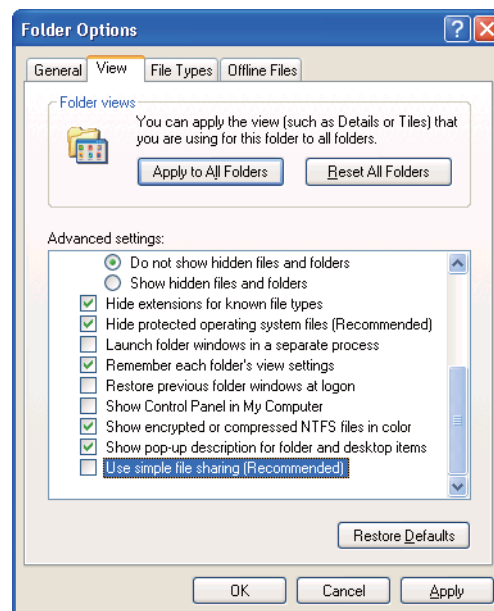 Folder Options
General View File Types Offline Files
Folder views
You can apply the view (such as Details or Tiles) that
you are using for this folder to all folders.
Apply to All Folders Reset All Folders
Advanced settings:
Do not show hidden files and folders
Show hidden files and folders
Hide extensions for known file types
Hide protected operating system files (Recommended)
Launch folder windows in a separate process
Remember each folder's view settings
Restore previous folder windows at logon
Show Control Panel in My Computer
Show encrypted or compressed NTFS files in color
Show pop-up description for folder and desktop items
Use simple file sharing (Recommended)
Restore Defaults
OK Cancel Apply